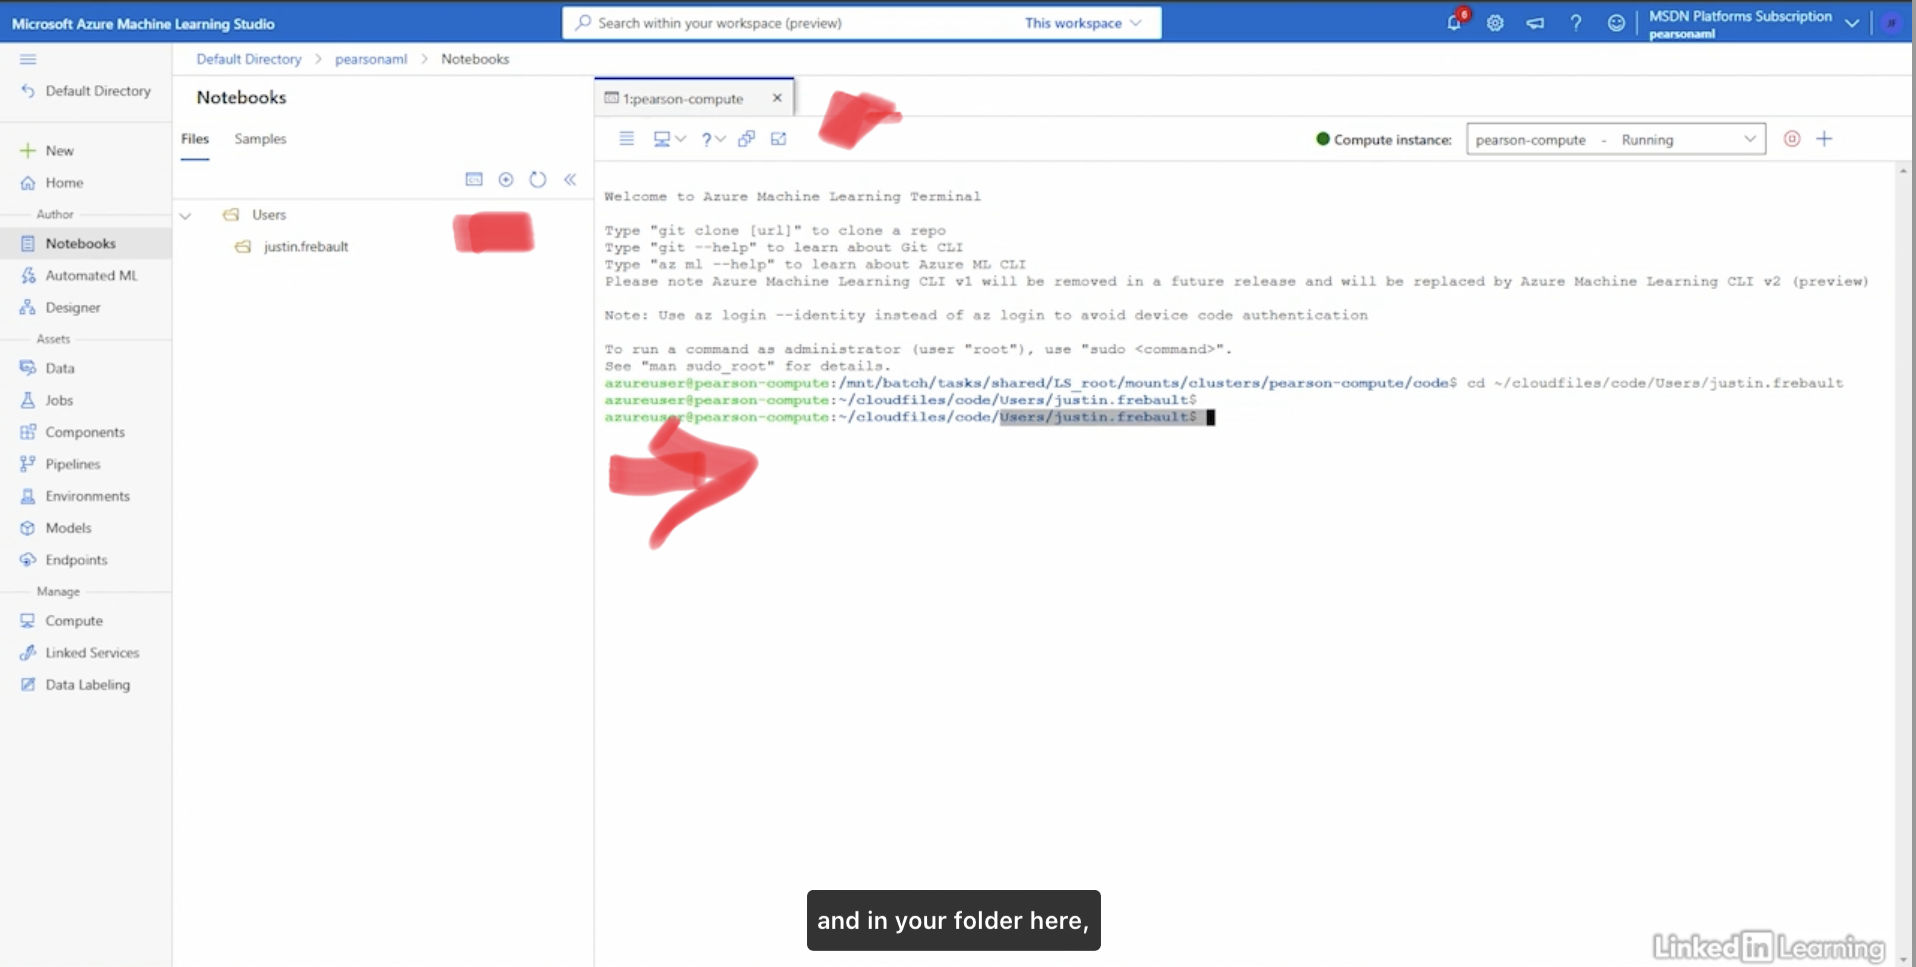 Microsoft Azure Machine Learning Studio
Search within your workspace (preview)
This workspace
6
?
MSDN Platforms Subscription
pearsonaml
JF
Default Directory > pearsonaml > Notebooks
Default Directory
New
Home
Author
Notebooks
Automated ML
Designer
Assets
Data
Jobs
Components
Pipelines
Environments
Models
Endpoints
Manage
Compute
Linked Services
Data Labeling
Notebooks
Files
Samples
Users
justin.frebault
1:pearson-compute
?
Compute instance:
pearson-compute - Running
Welcome to Azure Machine Learning Terminal
Type "git clone [url]" to clone a repo
Type "git --help" to learn about Git CLI
Type "az ml --help" to learn about Azure ML CLI
Please note Azure Machine Learning CLI v1 will be removed in a future release and will be replaced by Azure Machine Learning CLI v2 (preview)
Note: Use az login --identity instead of az login to avoid device code authentication
To run a command as administrator (user "root"), use "sudo <command>".
See "man sudo_root" for details.
azureuser@pearson-compute:/mnt/batch/tasks/shared/LS_root/mounts/clusters/pearson-compute/code$ cd ~/cloudfiles/code/Users/justin.frebault
azureuser@pearson-compute:~/cloudfiles/code/Users/justin.frebault$
azureuser@pearson-compute:~/cloudfiles/code/Users/justin.frebault$
and in your folder here,
Linked in Learning